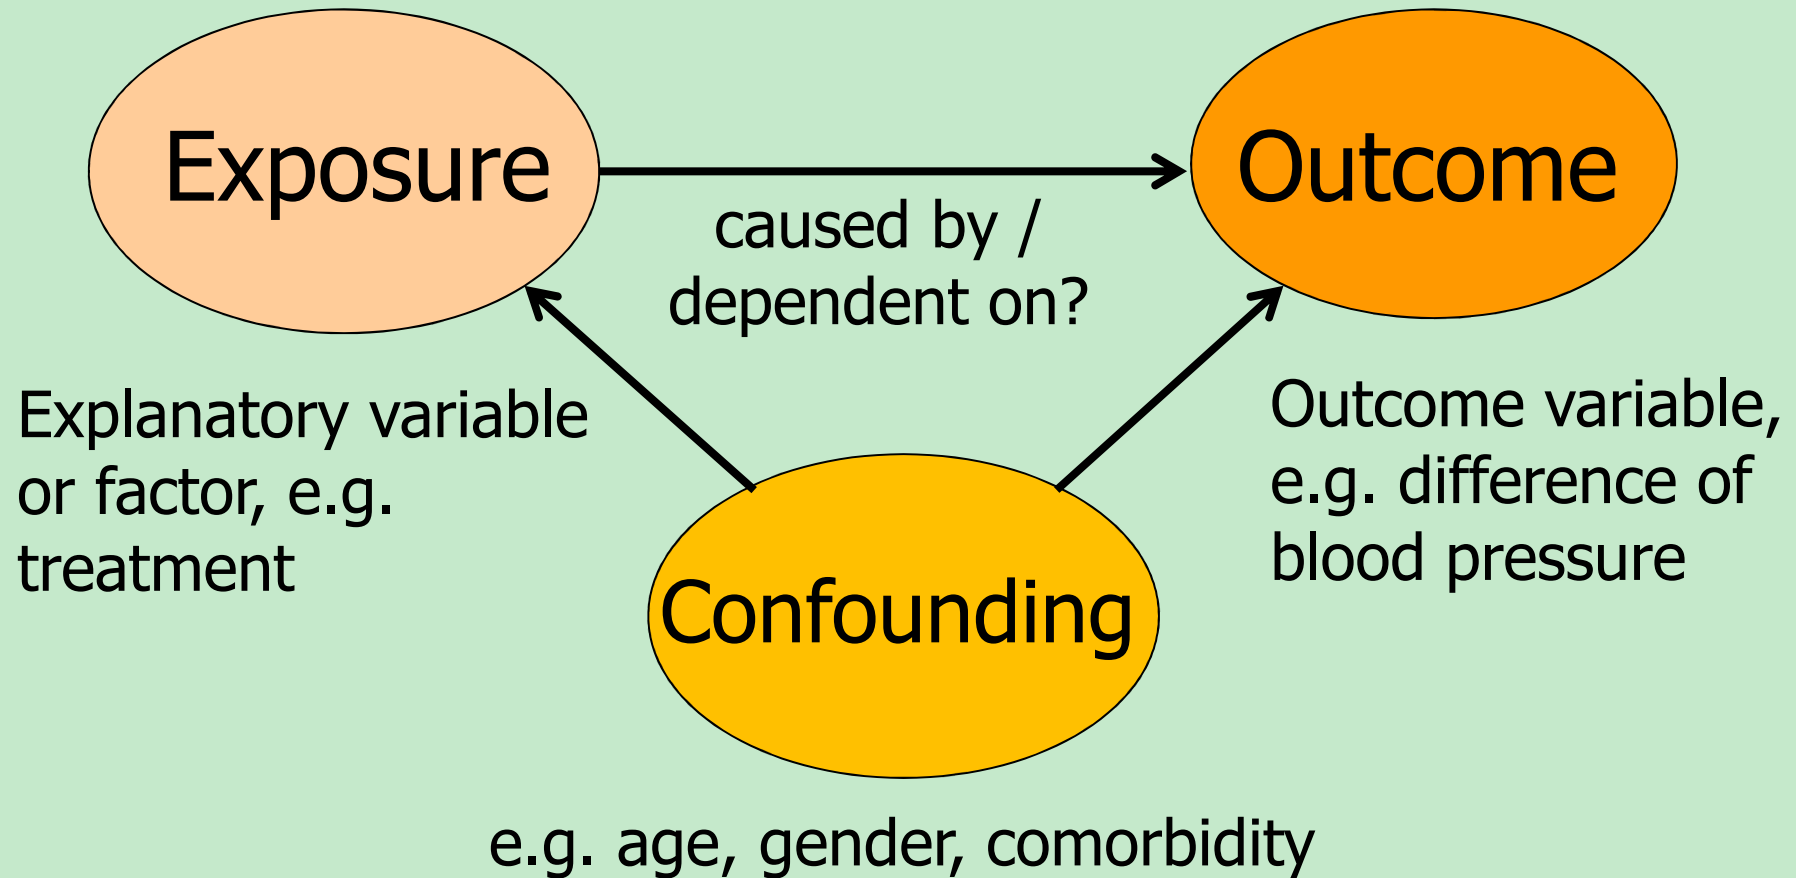 Exposure
Outcome
caused by /
dependent on?
Explanatory variable
or factor, e.g.
treatment
Outcome variable,
e.g. difference of
blood pressure
Confounding
e.g. age, gender, comorbidity